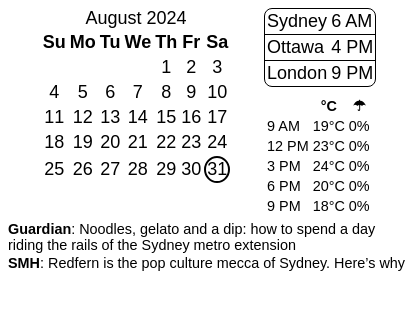 August 2024
Su Mo Tu We Th Fr Sa
1 2 3
4 5 6 7 8 9 10
11 12 13 14 15 16 17
18 19 20 21 22 23 24
25 26 27 28 29 30 31
Sydney 6 AM
Ottawa 4 PM
London 9 PM
°C ☂
9 AM 19°C 0%
12 PM 23°C 0%
3 PM 24°C 0%
6 PM 20°C 0%
9 PM 18°C 0%
Guardian: Noodles, gelato and a dip: how to spend a day
riding the rails of the Sydney metro extension
SMH: Redfern is the pop culture mecca of Sydney. Here’s why